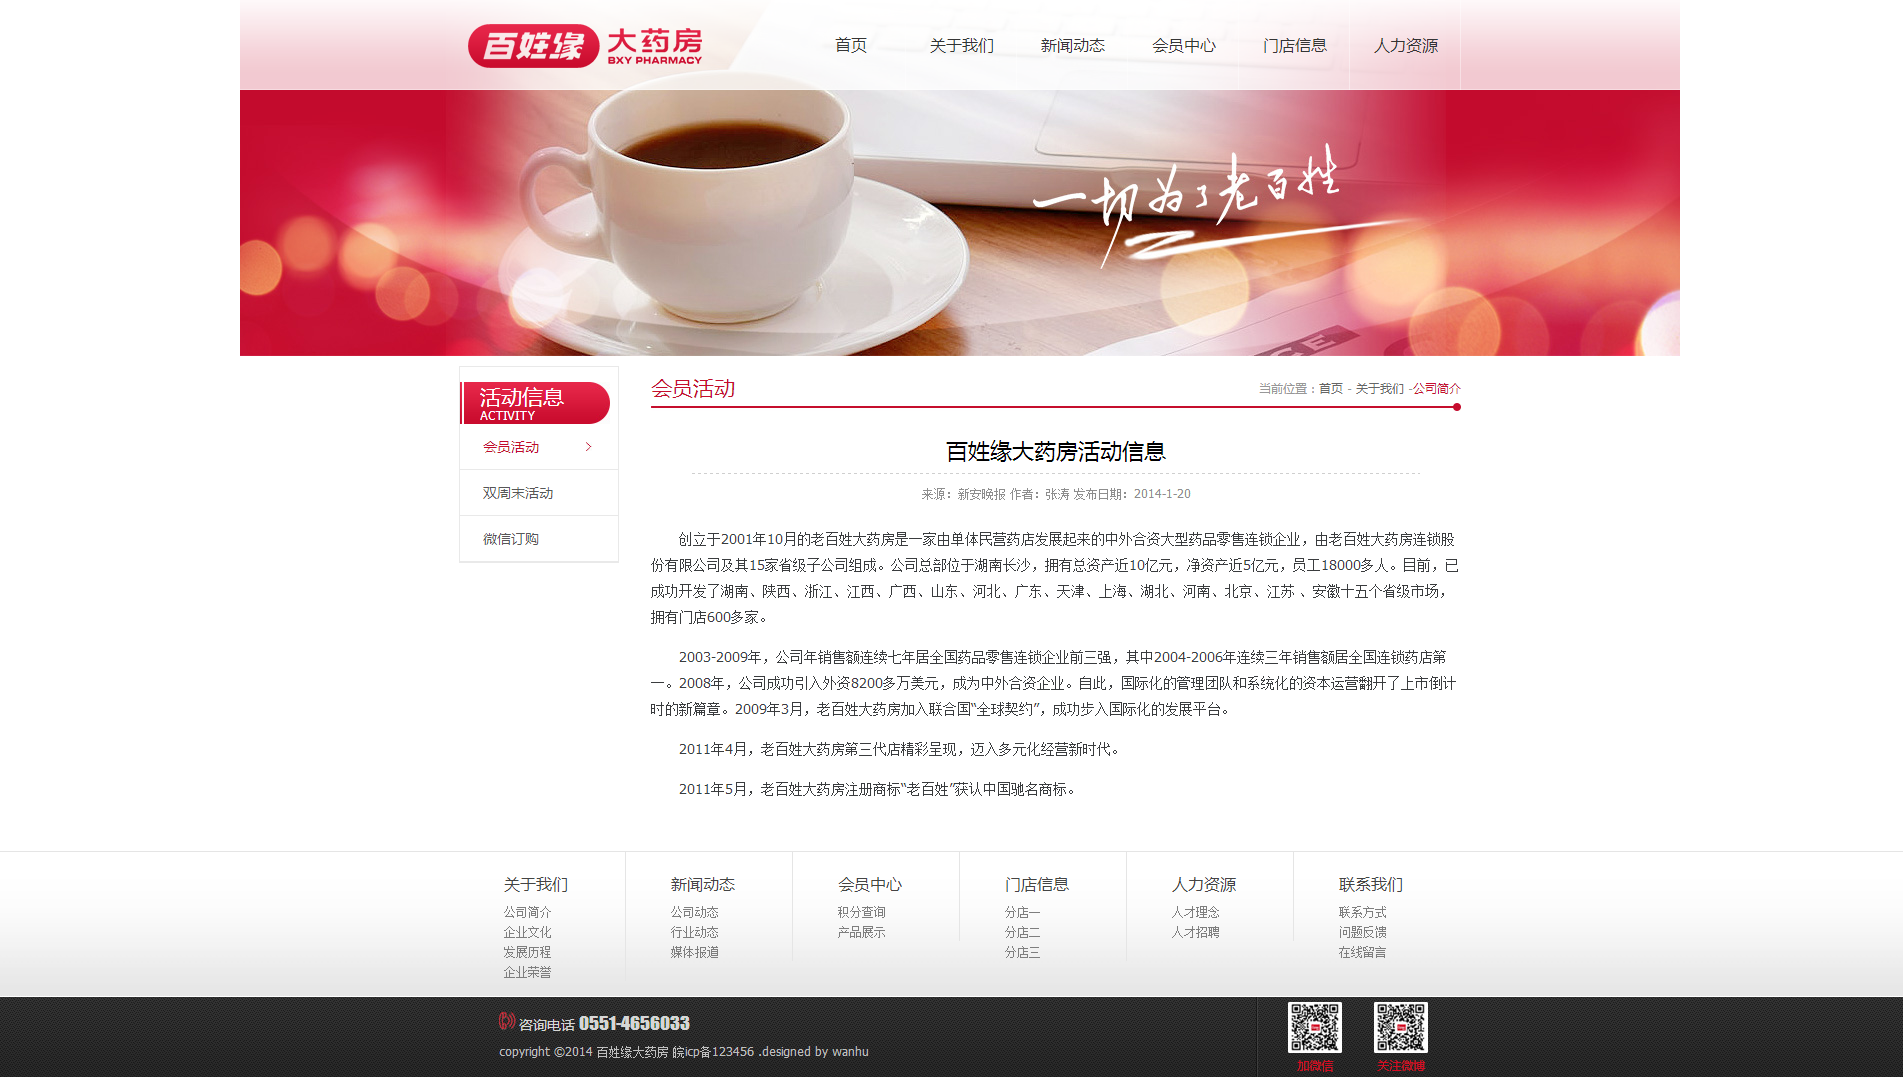 百姓缘 大药房
BXY PHARMACY
首页 关于我们 新闻动态 会员中心 门店信息 人力资源
一切为了老百姓
活动信息
ACTIVITY
会员活动
双周末活动
微信订购
会员活动
当前位置：首页 - 关于我们 -公司简介
百姓缘大药房活动信息
来源：新安晚报 作者：张涛 发布日期：2014-1-20
创立于2001年10月的老百姓大药房是一家由单体民营药店发展起来的中外合资大型药品零售连锁企业，由老百姓大药房连锁股
份有限公司及其15家省级子公司组成。公司总部位于湖南长沙，拥有总资产近10亿元，净资产近5亿元，员工18000多人。目前，已
成功开发了湖南、陕西、浙江、江西、广西、山东、河北、广东、天津、上海、湖北、河南、北京、江苏 、安徽十五个省级市场，
拥有门店600多家。
2003-2009年，公司年销售额连续七年居全国药品零售连锁企业前三强，其中2004-2006年连续三年销售额居全国连锁药店第
一。2008年，公司成功引入外资8200多万美元，成为中外合资企业。自此，国际化的管理团队和系统化的资本运营翻开了上市倒计
时的新篇章。2009年3月，老百姓大药房加入联合国“全球契约”，成功步入国际化的发展平台。
2011年4月，老百姓大药房第三代店精彩呈现，迈入多元化经营新时代。
2011年5月，老百姓大药房注册商标“老百姓”获认中国驰名商标。
关于我们
公司简介
企业文化
发展历程
企业荣誉
新闻动态
公司动态
行业动态
媒体报道
会员中心
积分查询
产品展示
门店信息
分店一
分店二
分店三
人力资源
人才理念
人才招聘
联系我们
联系方式
问题反馈
在线留言
咨询电话 0551-4656033
copyright ©2014 百姓缘大药房 皖icp备123456 .designed by wanhu
加微信
关注微博